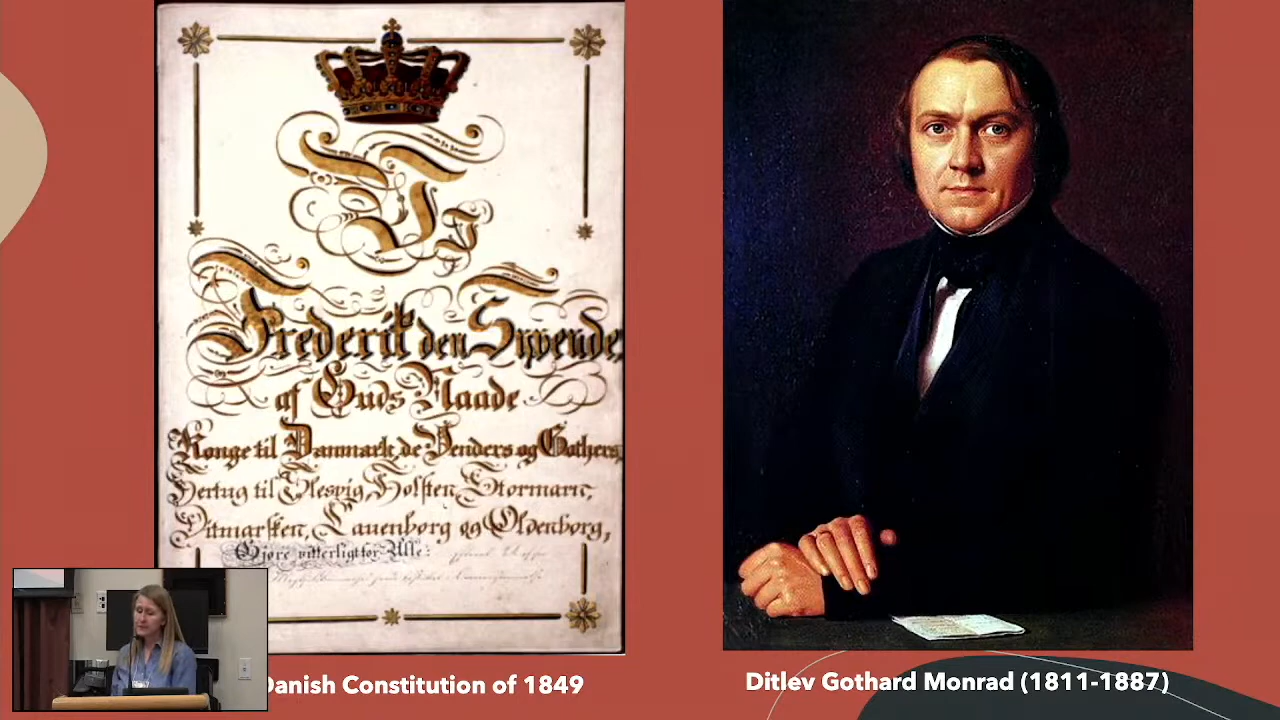 Frederik den Syvende,
af Guds Naade
Konge til Danmark, de Venders og Gothers,
Hertug til Slesvig, Holsten, Stormarn,
Ditmarsken, Lauenborg og Oldenborg,
Gjøre vitterligt for Alle:
Danish Constitution of 1849
Ditlev Gothard Monrad (1811-1887)